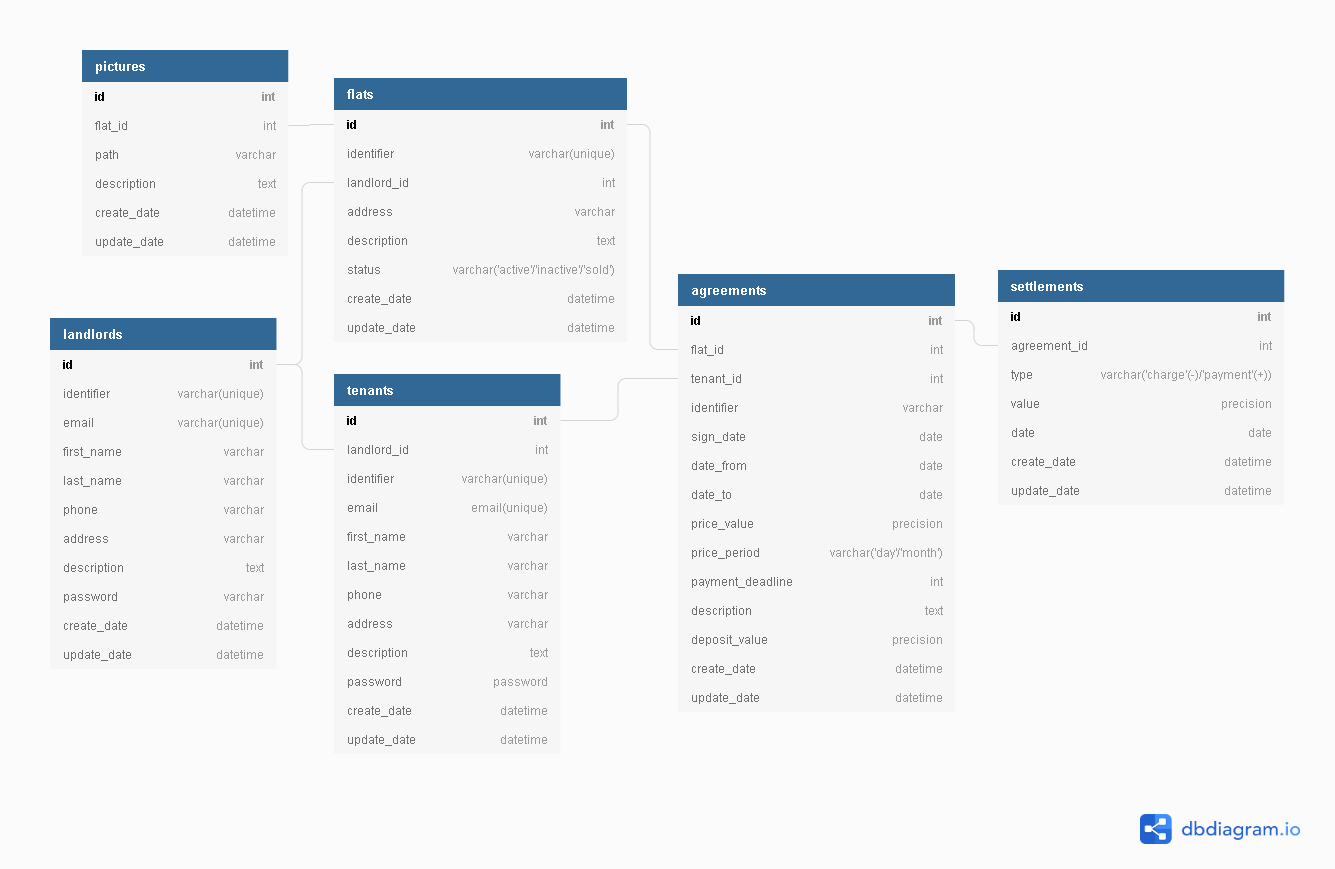 pictures
id int
flat_id int
path varchar
description text
create_date datetime
update_date datetime
flats
id int
identifier varchar(unique)
landlord_id int
address varchar
description text
status varchar('active'/'inactive'/'sold')
create_date datetime
update_date datetime
landlords
id int
identifier varchar(unique)
email varchar(unique)
first_name varchar
last_name varchar
phone varchar
address varchar
description text
password varchar
create_date datetime
update_date datetime
tenants
id int
landlord_id int
identifier varchar(unique)
email email(unique)
first_name varchar
last_name varchar
phone varchar
address varchar
description text
password password
create_date datetime
update_date datetime
agreements
id int
flat_id int
tenant_id int
identifier varchar
sign_date date
date_from date
date_to date
price_value precision
price_period varchar('day'/'month')
payment_deadline int
description text
deposit_value precision
create_date datetime
update_date datetime
settlements
id int
agreement_id int
type varchar('charge'(-)/'payment'(+))
value precision
date date
create_date datetime
update_date datetime
dbdiagram.io